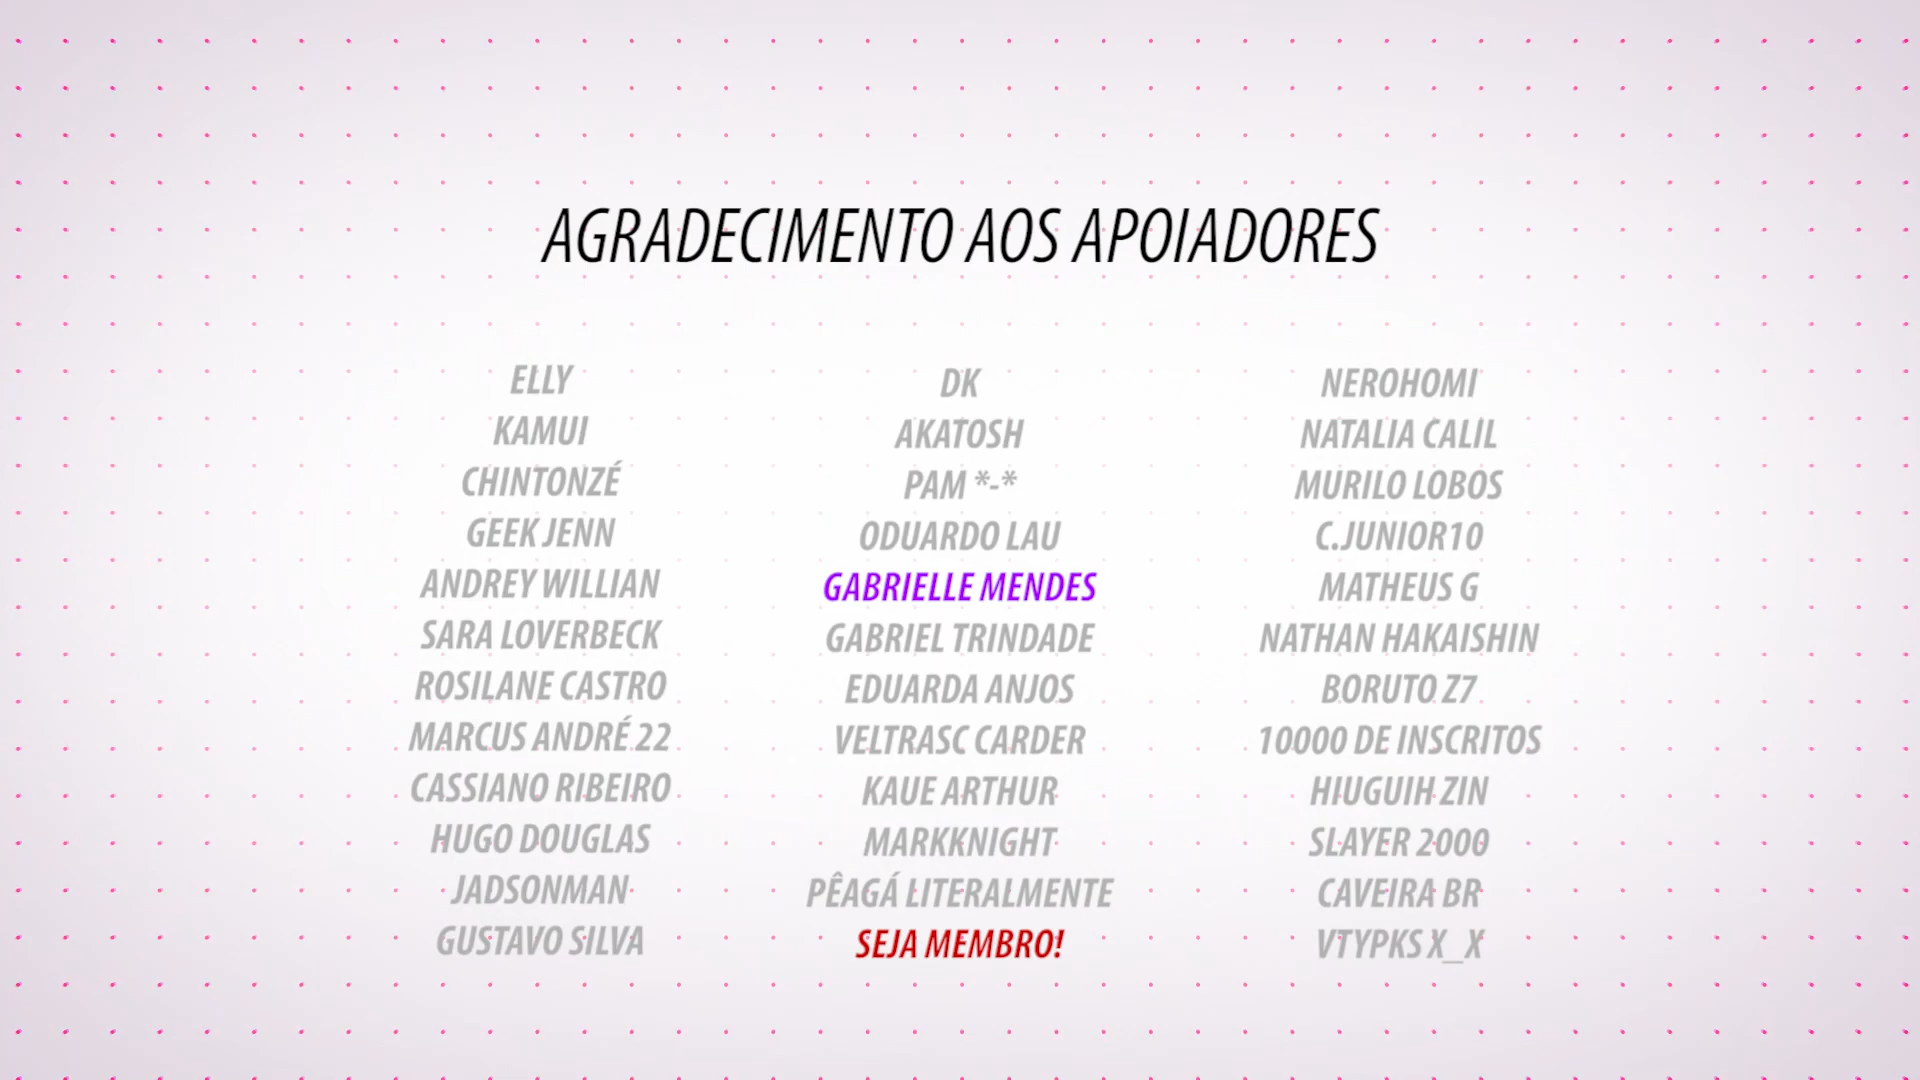 AGRADECIMENTO AOS APOIADORES
ELLY
KAMUI
CHINTONZÉ
GEEK JENN
ANDREY WILLIAN
SARA LOVERBECK
ROSILANE CASTRO
MARCUS ANDRÉ 22
CASSIANO RIBEIRO
HUGO DOUGLAS
JADSONMAN
GUSTAVO SILVA
DK
AKATOSH
PAM *-*
ODUARDO LAU
GABRIELLE MENDES
GABRIEL TRINDADE
EDUARDA ANJOS
VELTRASC CARDER
KAUE ARTHUR
MARKKNIGHT
PÊAGÁ LITERALMENTE
SEJA MEMBRO!
NEROHOMI
NATALIA CALIL
MURILO LOBOS
C.JUNIOR10
MATHEUS G
NATHAN HAKAISHIN
BORUTO Z7
10000 DE INSCRITOS
HIUGUIH ZIN
SLAYER 2000
CAVEIRA BR
VTYPKS X_X